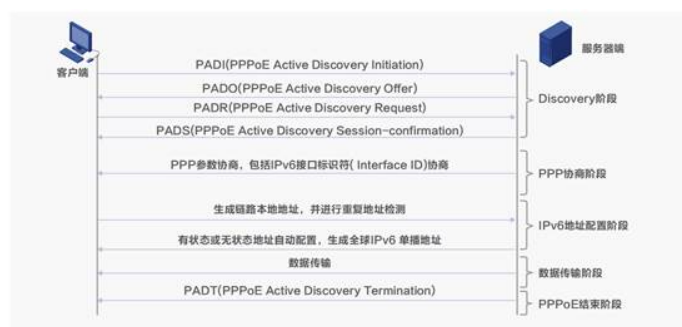 客户端
服务器端
PADI(PPPoE Active Discovery Initiation)
PADO(PPPoE Active Discovery Offer)
PADR(PPPoE Active Discovery Request)
PADS(PPPoE Active Discovery Session-confirmation)
Discovery阶段
PPP参数协商，包括IPv6接口标识符( Interface ID)协商
PPP协商阶段
生成链路本地地址，并进行重复地址检测
有状态或无状态地址自动配置，生成全球IPv6 单播地址
IPv6地址配置阶段
数据传输
数据传输阶段
PADT(PPPoE Active Discovery Termination)
PPPoE结束阶段